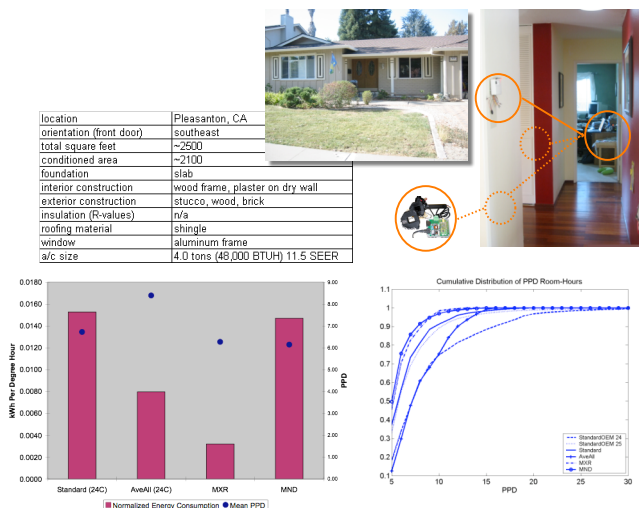 location Pleasanton, CA
orientation (front door) southeast
total square feet ~2500
conditioned area ~2100
foundation slab
interior construction wood frame, plaster on dry wall
exterior construction stucco, wood, brick
insulation (R-values) n/a
roofing material shingle
window aluminum frame
a/c size 4.0 tons (48,000 BTUH) 11.5 SEER
0.0180
0.0160
0.0140
0.0120
0.0100
0.0080
0.0060
0.0040
0.0020
0.0000
kWh Per Degree Hour
9.00
8.00
7.00
6.00
5.00
4.00
3.00
2.00
1.00
0.00
PPD
Standard (24C) AveAll (24C) MXR MND
Normalized Energy Consumption Mean PPD
Cumulative Distribution of PPD Room-Hours
1.1
1
0.9
0.8
0.7
0.6
0.5
0.4
0.3
0.2
0.1
0
StandardOEM 24
StandardOEM 25
Standard
AveAll
MXR
MND
5 10 15 20 25 30
PPD